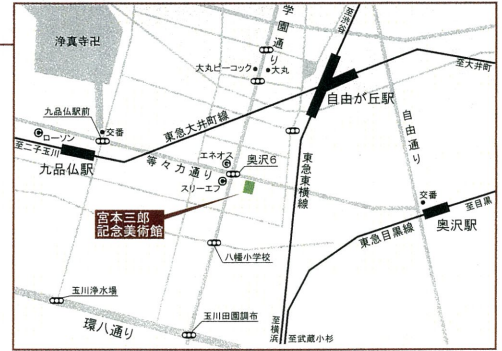 浄真寺卍
学園通り
至渋谷
大丸ピーコック
大丸
自由が丘駅
至大井町
九品仏駅前
交番
ローソン
東急大井町線
至二子玉川
九品仏駅
等々力通り
エネオス
奥沢6
スリーエフ
東急東横線
自由通り
交番
至目黒
奥沢駅
東急目黒線
宮本三郎
記念美術館
八幡小学校
玉川浄水場
環八通り
玉川田園調布
至横浜
至武蔵小杉